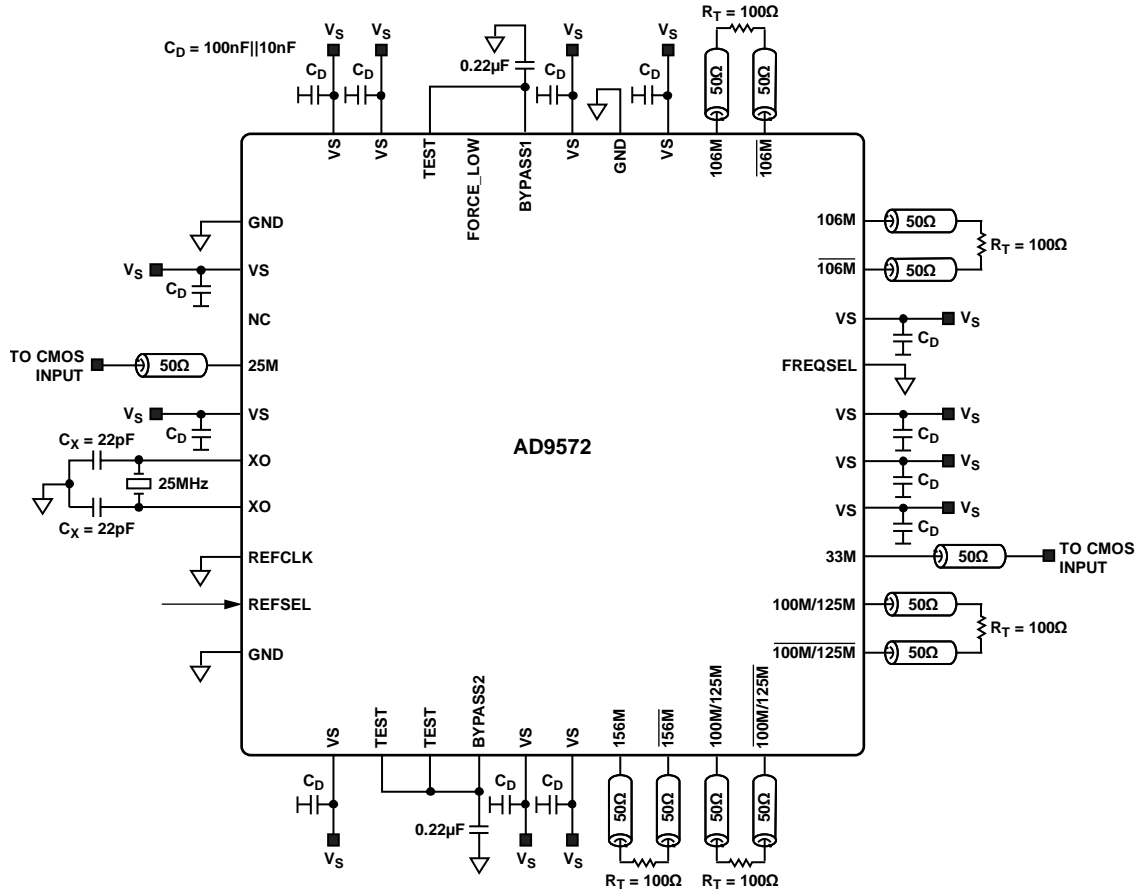 R_T = 100Ω
C_D = 100nF||10nF
V_S
V_S
V_S
V_S
0.22µF
C_D
C_D
C_D
C_D
50Ω
50Ω
VS
VS
TEST
FORCE_LOW
BYPASS1
VS
GND
VS
106M
106M
GND
V_S
VS
C_D
NC
TO CMOS
INPUT
50Ω
25M
V_S
VS
C_D
C_X = 22pF
XO
25MHz
XO
C_X = 22pF
REFCLK
REFSEL
GND
AD9572
106M
50Ω
R_T = 100Ω
106M
50Ω
VS
V_S
C_D
FREQSEL
VS
V_S
C_D
VS
V_S
C_D
VS
V_S
C_D
33M
50Ω
TO CMOS
INPUT
100M/125M
50Ω
R_T = 100Ω
100M/125M
50Ω
VS
TEST
TEST
BYPASS2
VS
VS
156M
156M
100M/125M
100M/125M
C_D
C_D
C_D
50Ω
50Ω
50Ω
50Ω
0.22µF
V_S
V_S
V_S
R_T = 100Ω
R_T = 100Ω